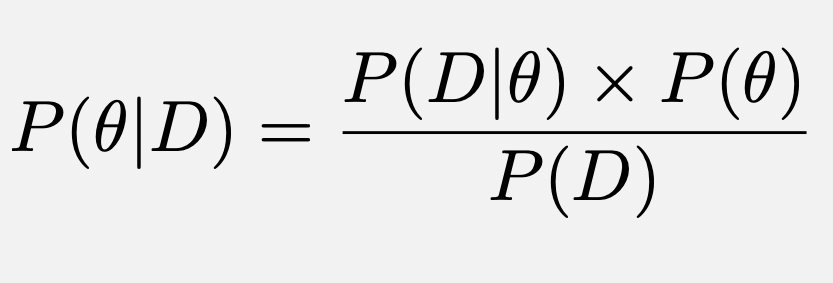 P(θ|D) = P(D|θ) × P(θ) / P(D)